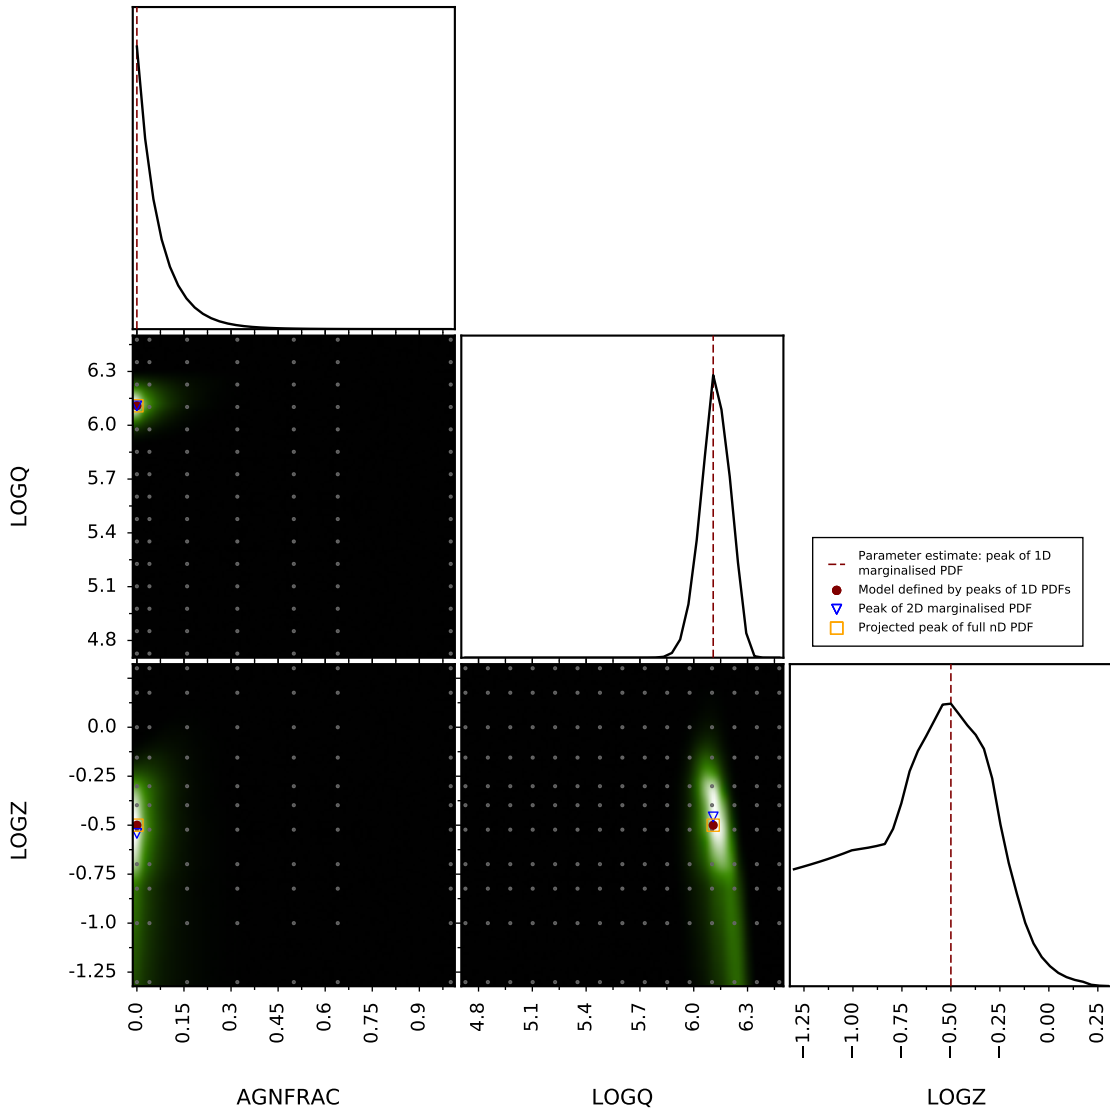 6.3
6.0
5.7
5.4
5.1
4.8
LOGQ
Parameter estimate: peak of 1D
marginalised PDF
Model defined by peaks of 1D PDFs
Peak of 2D marginalised PDF
Projected peak of full nD PDF
0.0
-0.25
-0.5
-0.75
-1.0
-1.25
LOGZ
0.0 0.15 0.3 0.45 0.6 0.75 0.9
4.8 5.1 5.4 5.7 6.0 6.3
−1.25 −1.00 −0.75 −0.50 −0.25 0.00 0.25
AGNFRAC LOGQ LOGZ